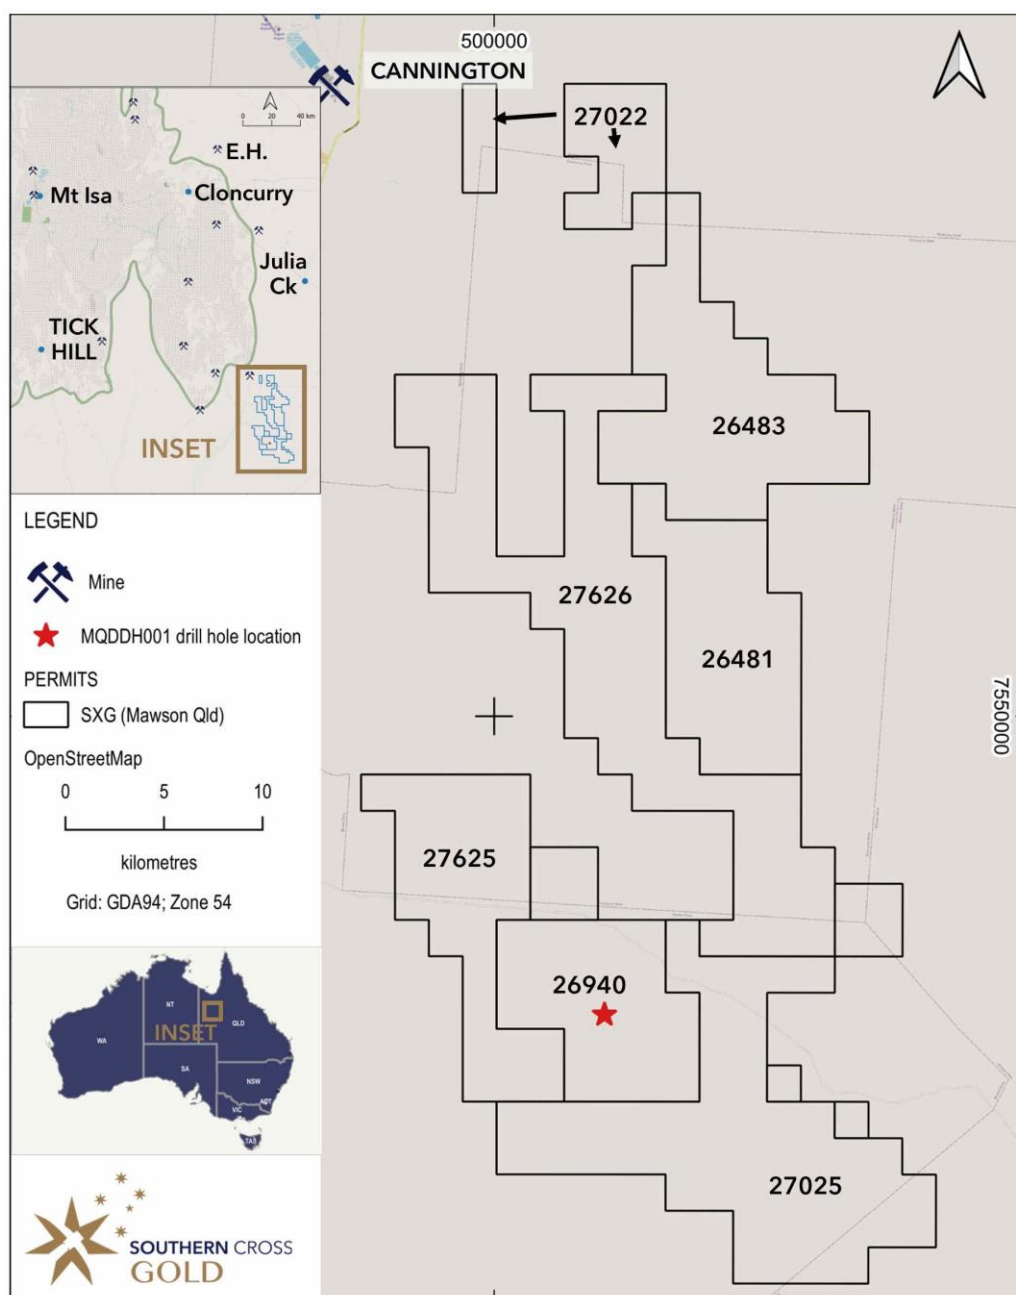 500000
CANNINGTON
27022
0 20 40 km
E.H.
Mt Isa
Cloncurry
Julia
Ck
TICK
HILL
INSET
26483
27626
26481
7550000
27625
26940
27025
LEGEND
Mine
MQDDH001 drill hole location
PERMITS
SXG (Mawson Qld)
OpenStreetMap
0 5 10
kilometres
Grid: GDA94; Zone 54
NT
QLD
INSET
WA
SA
NSW
ACT
VIC
TAS
SOUTHERN CROSS
GOLD